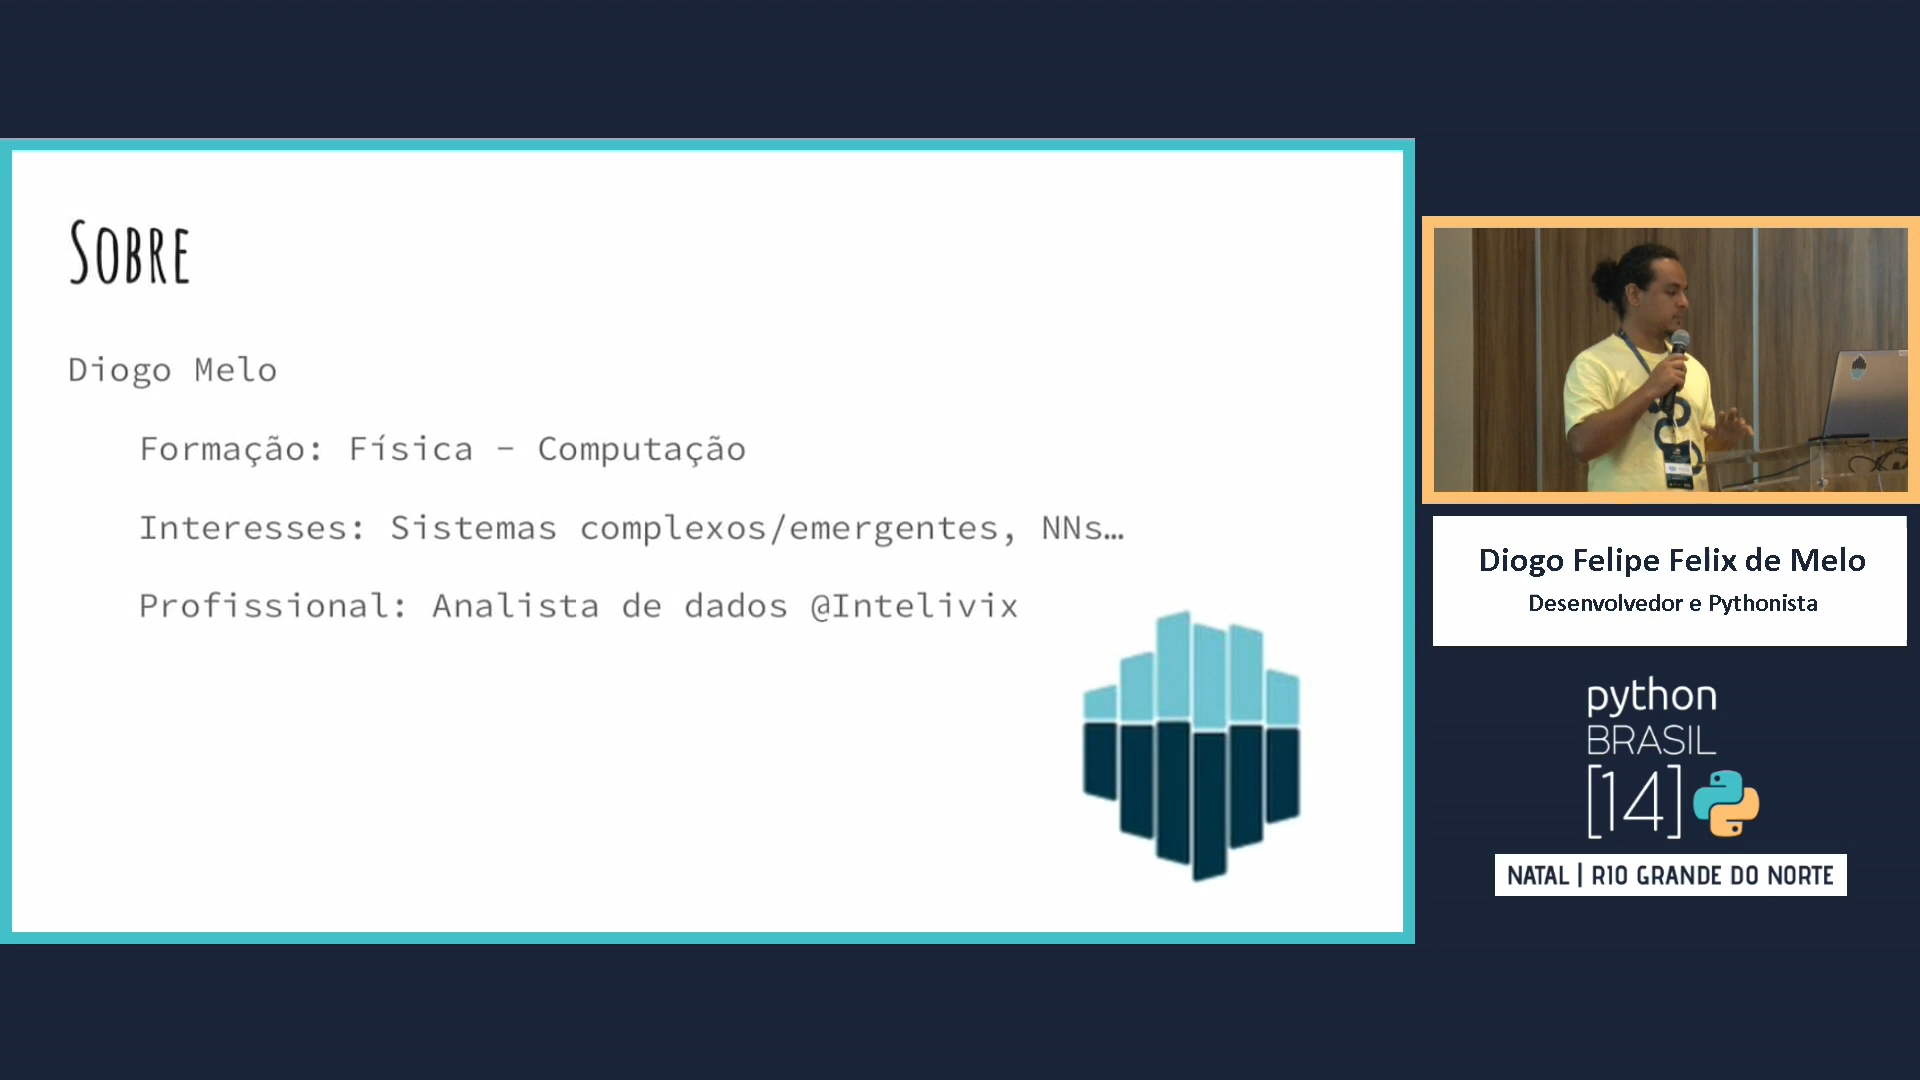 SOBRE
Diogo Melo
Formação: Física - Computação
Interesses: Sistemas complexos/emergentes, NNs…
Profissional: Analista de dados @Intelivix
Diogo Felipe Felix de Melo
Desenvolvedor e Pythonista
python
BRASIL
[14]
NATAL | RIO GRANDE DO NORTE